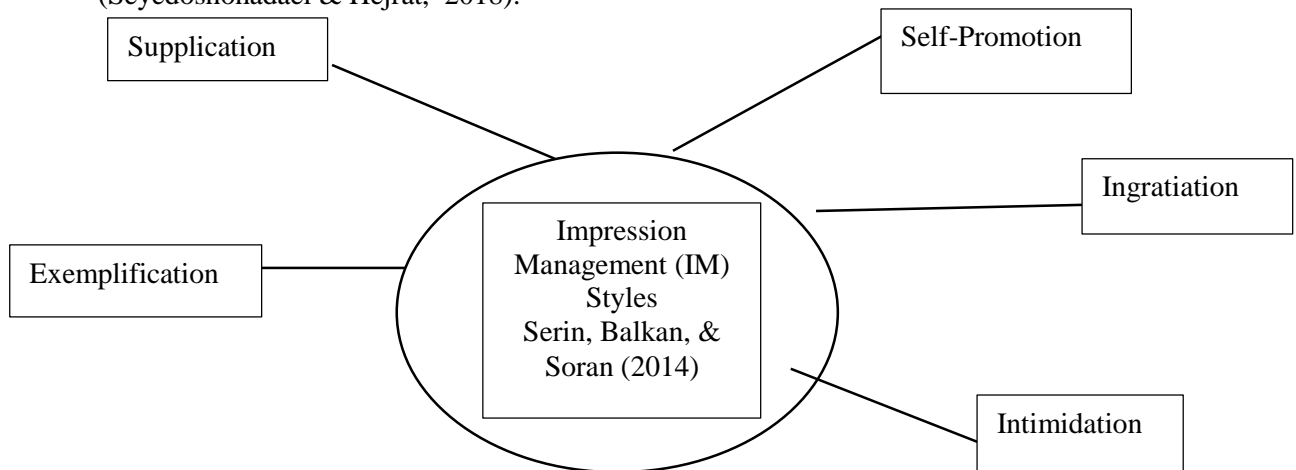 Supplication
Self-Promotion
Ingratiation
Exemplification
Impression
Management (IM)
Styles
Serin, Balkan, &
Soran (2014)
Intimidation